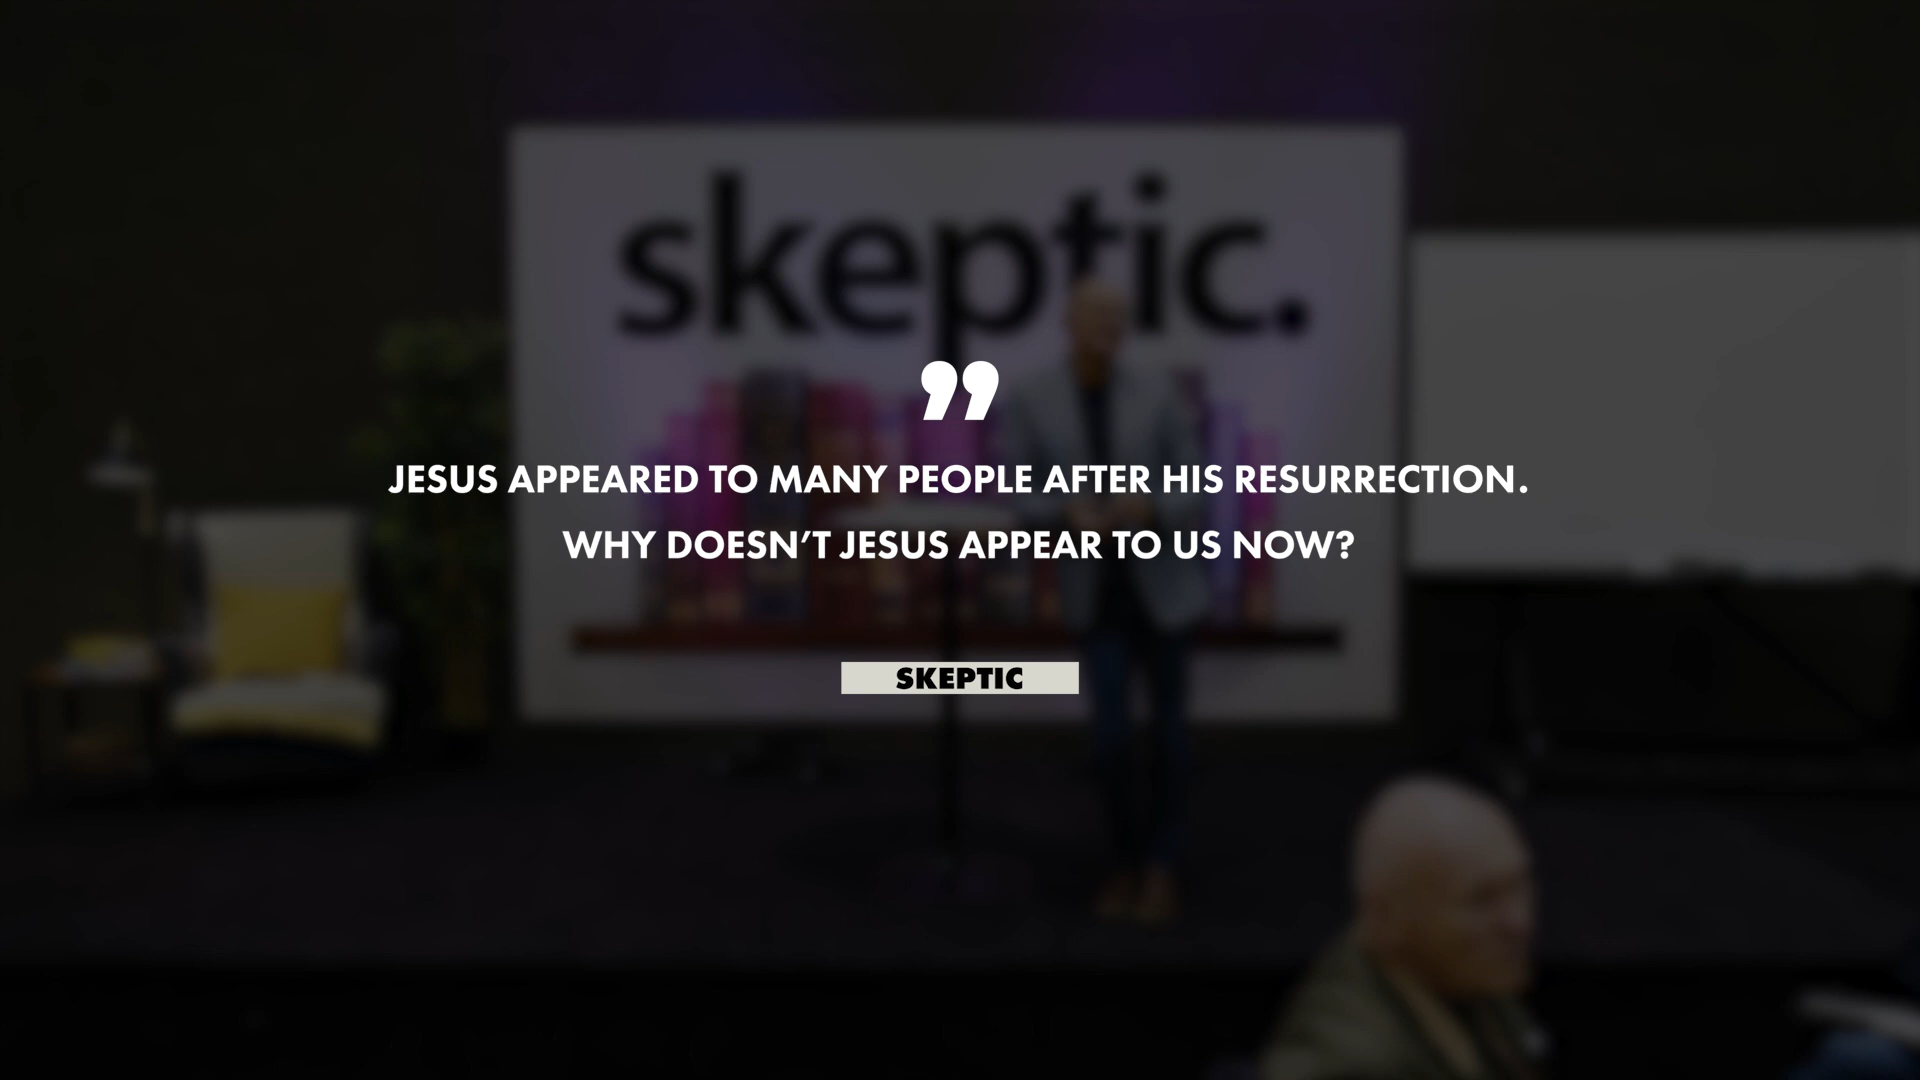 skeptic.
”
JESUS APPEARED TO MANY PEOPLE AFTER HIS RESURRECTION.
WHY DOESN’T JESUS APPEAR TO US NOW?
SKEPTIC